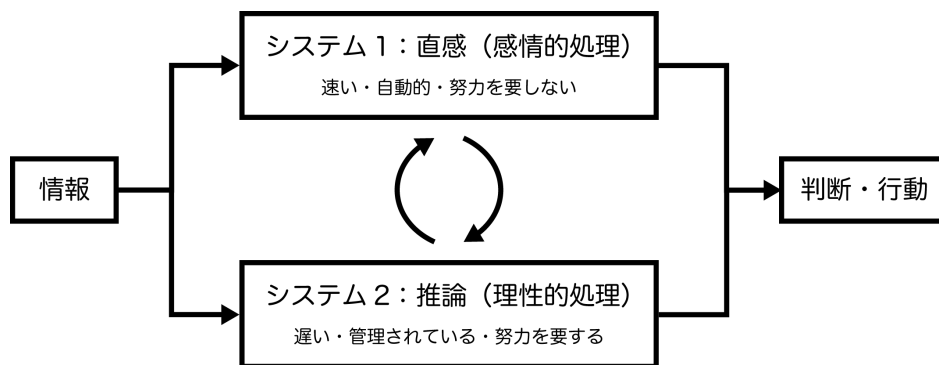 システム1：直感（感情的処理）
速い・自動的・努力を要しない
情報
判断・行動
システム2：推論（理性的処理）
遅い・管理されている・努力を要する